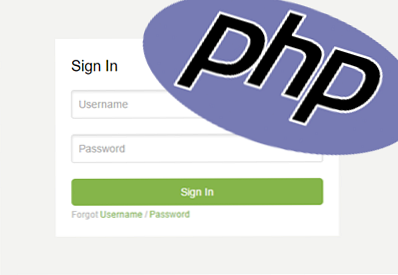 php
Sign In
Username
Password
Sign In
Forgot Username / Password